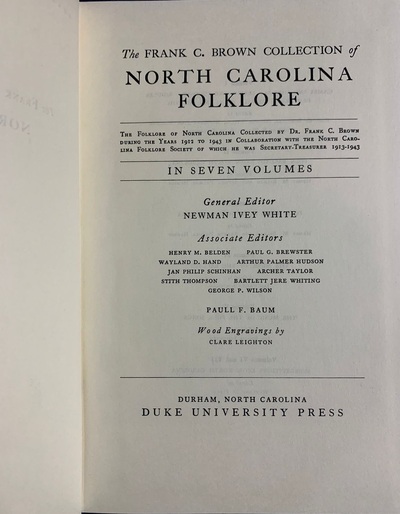 The FRANK C. BROWN COLLECTION of
NORTH CAROLINA
FOLKLORE
THE FOLKLORE OF NORTH CAROLINA COLLECTED BY DR. FRANK C. BROWN
DURING THE YEARS 1912 TO 1943 IN COLLABORATION WITH THE NORTH CARO-
LINA FOLKLORE SOCIETY OF WHICH HE WAS SECRETARY-TREASURER 1913-1943
IN SEVEN VOLUMES
General Editor
NEWMAN IVEY WHITE
Associate Editors
HENRY M. BELDEN PAUL G. BREWSTER
WAYLAND D. HAND ARTHUR PALMER HUDSON
JAN PHILIP SCHINHAN ARCHER TAYLOR
STITH THOMPSON BARTLETT JERE WHITING
GEORGE P. WILSON
PAULL F. BAUM
Wood Engravings by
CLARE LEIGHTON
DURHAM, NORTH CAROLINA
DUKE UNIVERSITY PRESS